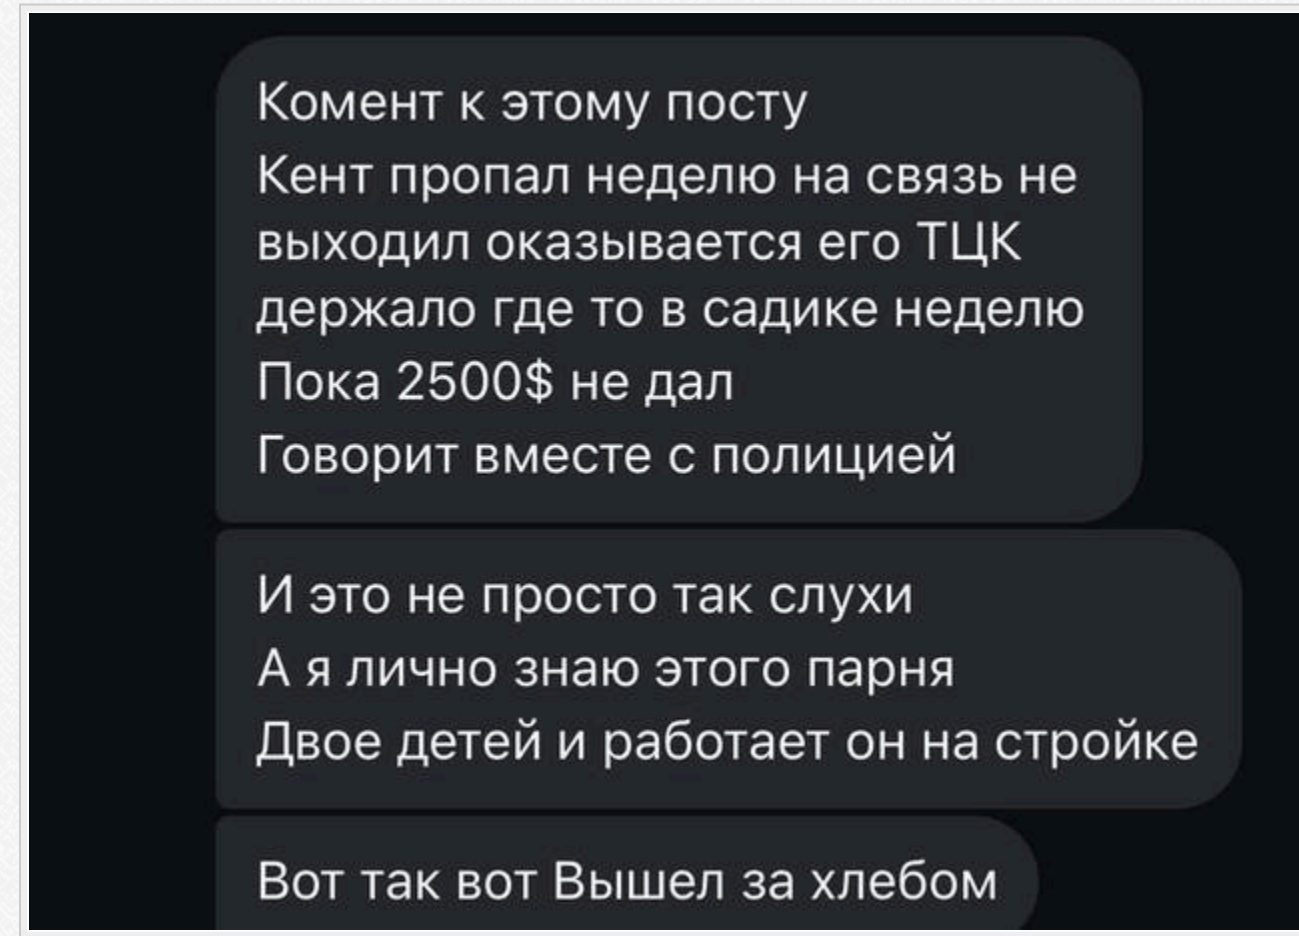 Комент к этому посту
Кент пропал неделю на связь не
выходил оказывается его ТЦК
держало где то в садике неделю
Пока 2500$ не дал
Говорит вместе с полицией
И это не просто так слухи
А я лично знаю этого парня
Двое детей и работает он на стройке
Вот так вот Вышел за хлебом